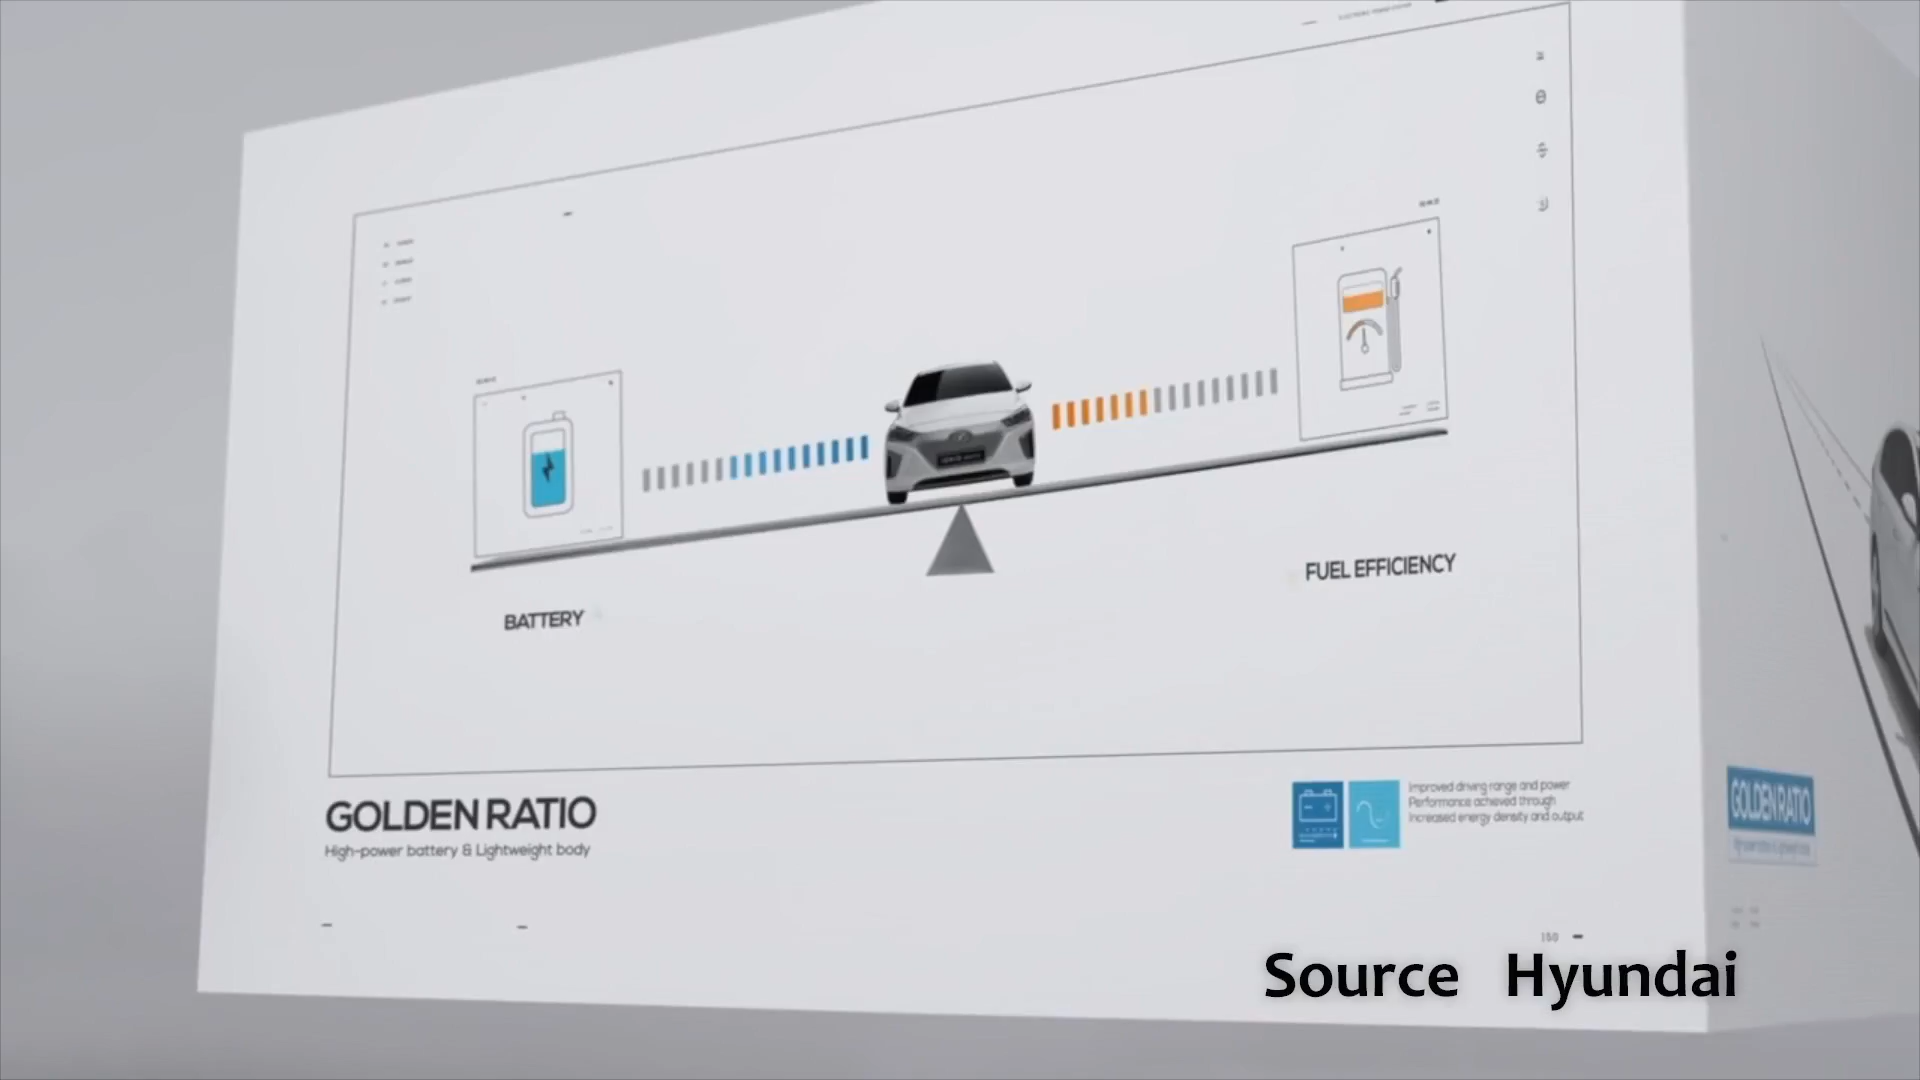 BATTERY
FUEL EFFICIENCY
GOLDEN RATIO
High-power battery & Lightweight body
Improved driving range and power
Performance achieved through
Increased energy density and output
GOLDEN RATIO
150
Source Hyundai